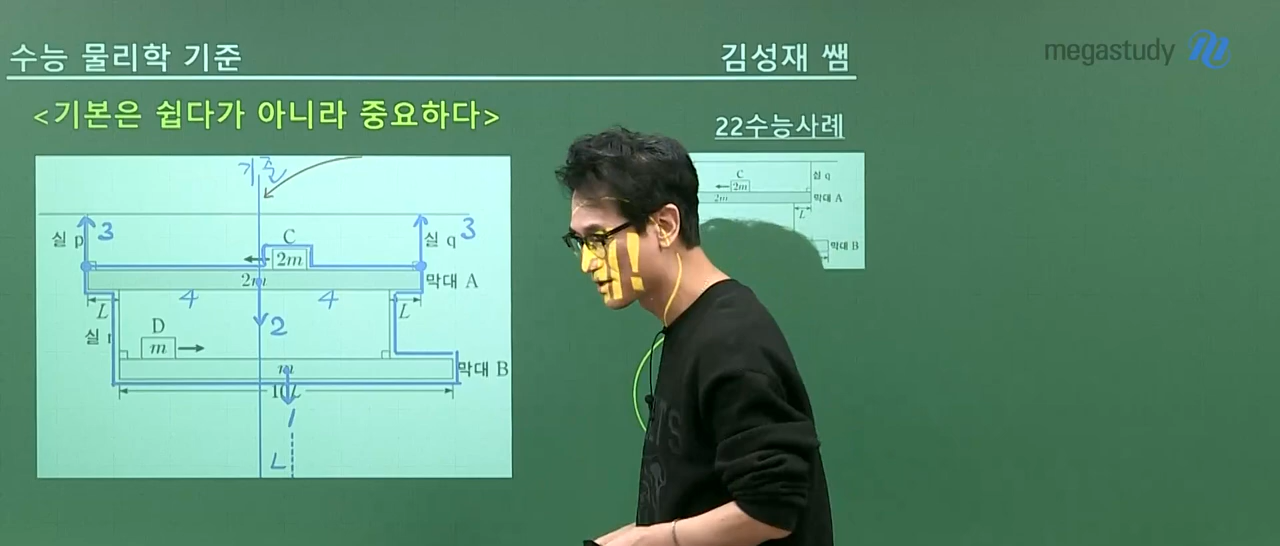 수능 물리학 기준
김성재 쌤
megastudy
<기본은 쉽다가 아니라 중요하다>
22수능사례
기준
실 p
3
C
2m
실 q
3
2m
막대 A
4
4
L
L
2
실 r
D
m
m
막대 B
10L
1
L
C
2m
실 q
2m
막대 A
L
막대 B